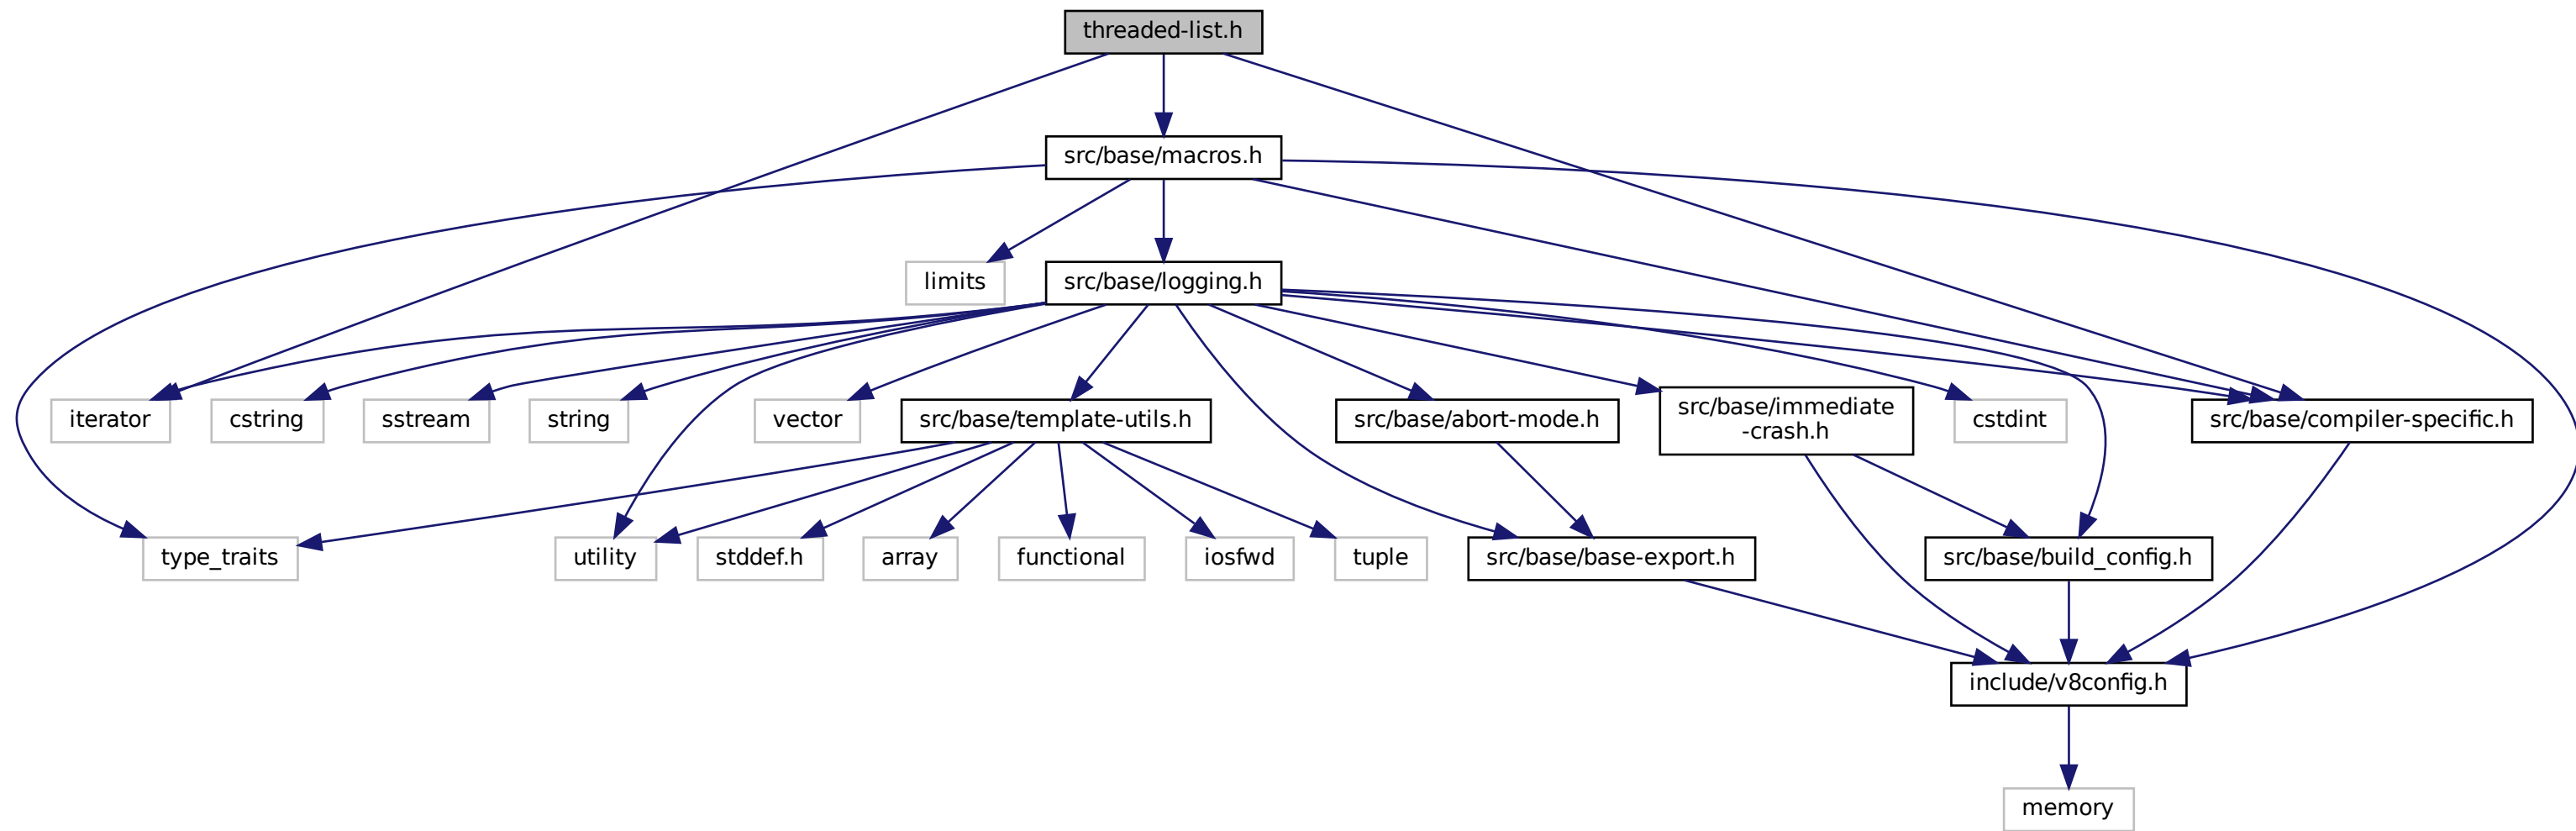 threaded-list.h
src/base/macros.h
limits
src/base/logging.h
iterator
cstring
sstream
string
vector
src/base/template-utils.h
src/base/abort-mode.h
src/base/immediate
-crash.h
cstdint
src/base/compiler-specific.h
type_traits
utility
stddef.h
array
functional
iosfwd
tuple
src/base/base-export.h
src/base/build_config.h
include/v8config.h
memory